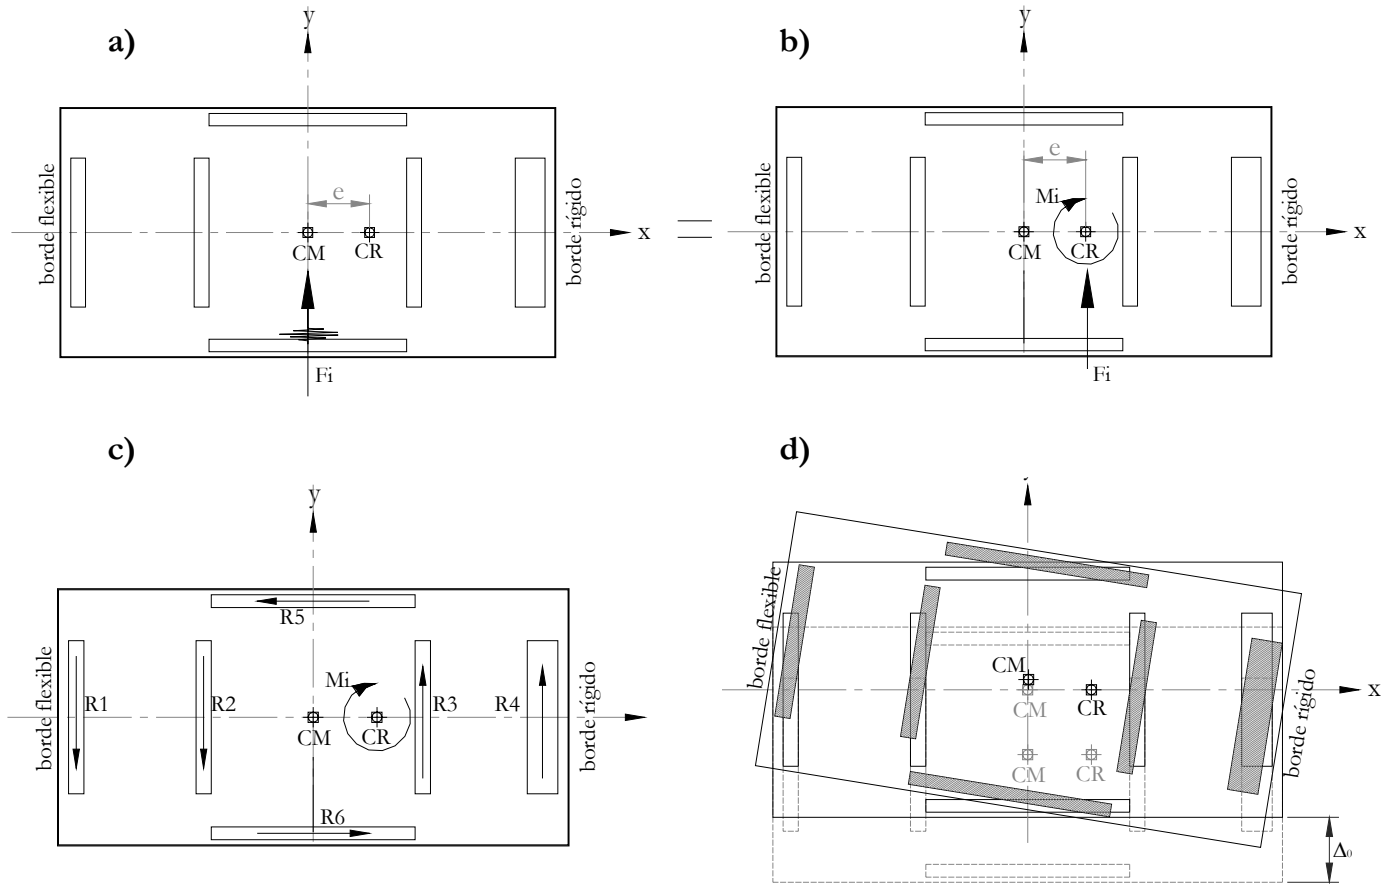 a)
y
borde flexible
e
CM
CR
x
borde rígido
Fi
b)
y
borde flexible
e
Mi
CM
CR
x
borde rígido
Fi
c)
y
borde flexible
R5
R1
R2
Mi
R3
R4
CM
CR
borde rígido
R6
d)
borde flexible
CM
CM
CR
x
CM
CR
borde rígido
Δ₀